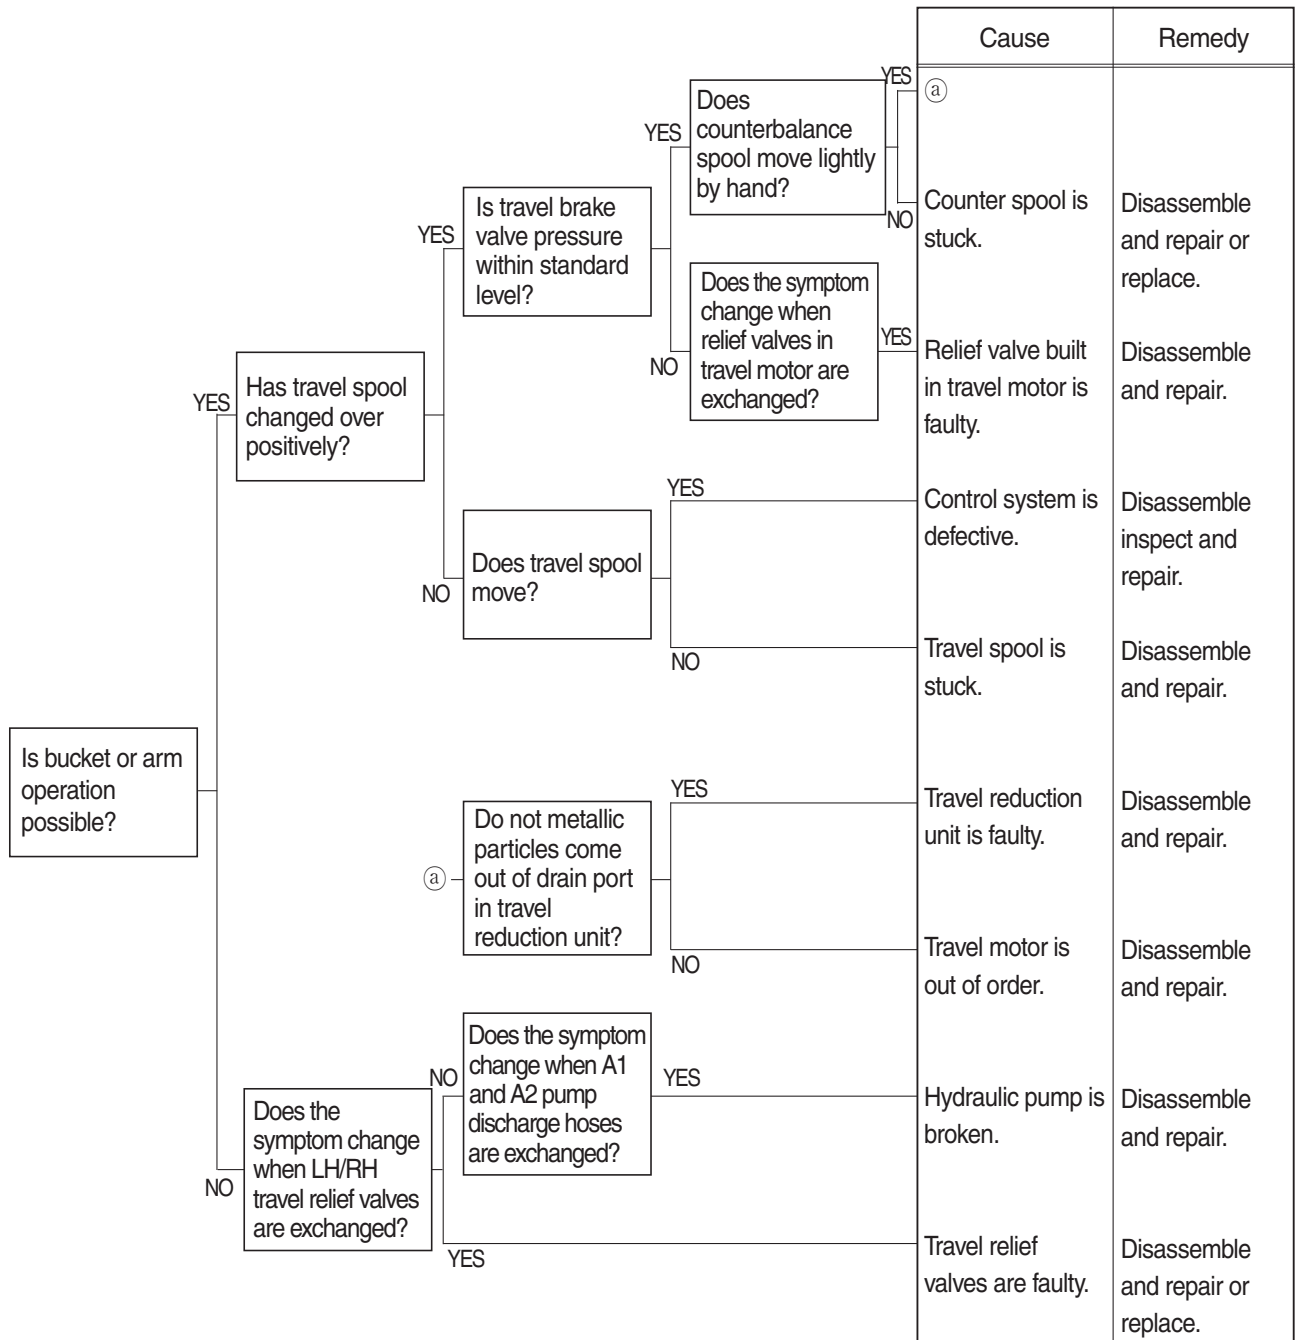 Cause
Remedy
YES
ⓐ
Does
counterbalance
spool move lightly
by hand?
YES
NO
Counter spool is
stuck.
Disassemble
and repair or
replace.
Is travel brake
valve pressure
within standard
level?
YES
Does the symptom
change when
relief valves in
travel motor are
exchanged?
YES
NO
Relief valve built
in travel motor is
faulty.
Disassemble
and repair.
Has travel spool
changed over
positively?
YES
YES
Control system is
defective.
Disassemble
inspect and
repair.
Does travel spool
move?
NO
NO
Travel spool is
stuck.
Disassemble
and repair.
Is bucket or arm
operation
possible?
YES
Travel reduction
unit is faulty.
Disassemble
and repair.
ⓐ
Do not metallic
particles come
out of drain port
in travel
reduction unit?
NO
Travel motor is
out of order.
Disassemble
and repair.
Does the symptom
change when A1
and A2 pump
discharge hoses
are exchanged?
NO
YES
Hydraulic pump is
broken.
Disassemble
and repair.
Does the
symptom change
when LH/RH
travel relief valves
are exchanged?
NO
YES
Travel relief
valves are faulty.
Disassemble
and repair or
replace.